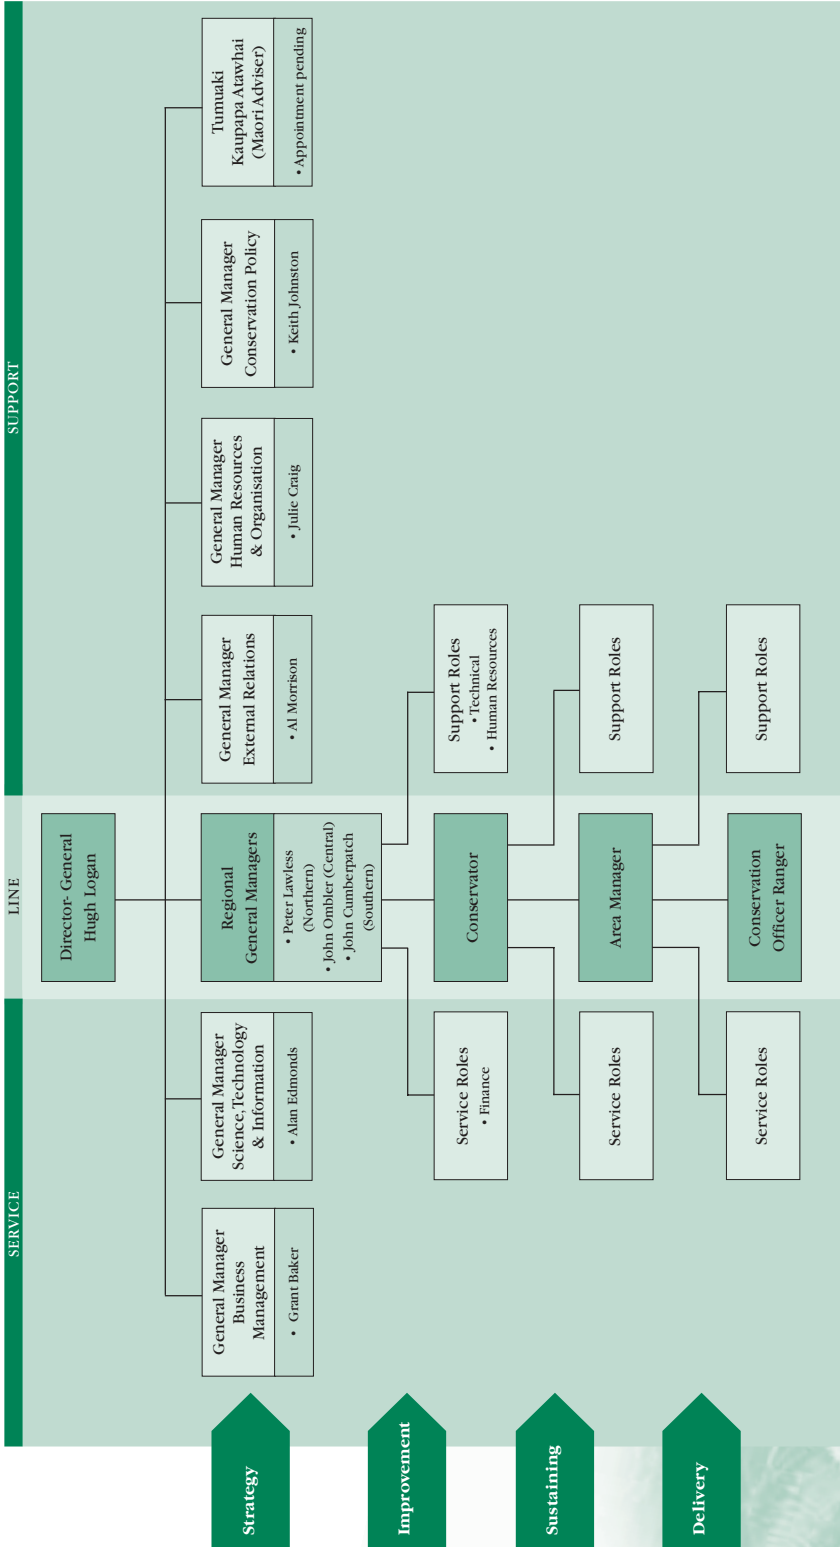 SERVICE
LINE
SUPPORT
Director- General
Hugh Logan
Strategy
General Manager
Business
Management
• Grant Baker
General Manager
Science,Technology
& Information
• Alan Edmonds
Regional
General Managers
• Peter Lawless
(Northern)
• John Ombler (Central)
• John Cumberpatch
(Southern)
General Manager
External Relations
• Al Morrison
General Manager
Human Resources
& Organisation
• Julie Craig
General Manager
Conservation Policy
• Keith Johnston
Tumuaki
Kaupapa Atawhai
(Maori Adviser)
• Appointment pending
Improvement
Service Roles
• Finance
Conservator
Support Roles
• Technical
• Human Resources
Sustaining
Service Roles
Area Manager
Support Roles
Delivery
Service Roles
Conservation
Officer Ranger
Support Roles